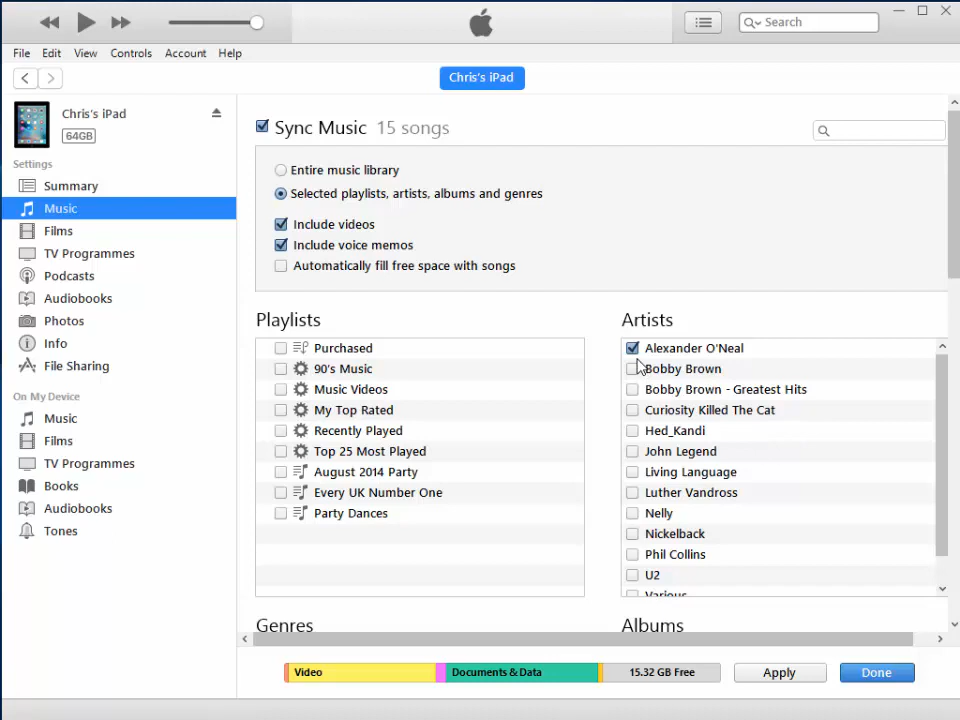 Search
File Edit View Controls Account Help
Chris's iPad
Chris's iPad
64GB
Settings
Summary
Music
Films
TV Programmes
Podcasts
Audiobooks
Photos
Info
File Sharing
On My Device
Music
Films
TV Programmes
Books
Audiobooks
Tones
Sync Music 15 songs
Entire music library
Selected playlists, artists, albums and genres
Include videos
Include voice memos
Automatically fill free space with songs
Playlists
Purchased
90's Music
Music Videos
My Top Rated
Recently Played
Top 25 Most Played
August 2014 Party
Every UK Number One
Party Dances
Artists
Alexander O'Neal
Bobby Brown
Bobby Brown - Greatest Hits
Curiosity Killed The Cat
Hed_Kandi
John Legend
Living Language
Luther Vandross
Nelly
Nickelback
Phil Collins
U2
Various
Genres
Albums
Video
Documents & Data
15.32 GB Free
Apply
Done